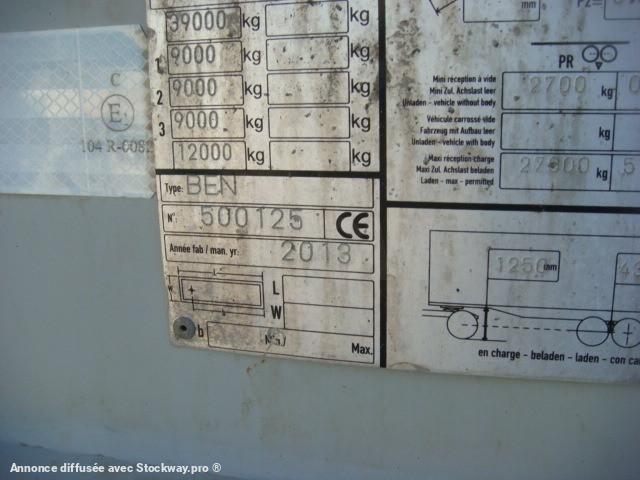 39000 kg kg
1 9000 kg kg
2 9000 kg kg
3 9000 kg kg
12000 kg kg
Type: BEN
N°: 500125 CE
Année fab / man. yr. 2013
L
W
b
Max.
C
E
104 R-0082
mm
PR
Mini réception à vide
Mini Zul. Achslast leer
Unladen - vehicle without body
2700 kg
Véhicule carrossé vide
Fahrzeug mit Aufbau leer
Unladen - vehicle with body
kg
Maxi réception charge
Maxi Zul. Achslast beladen
Laden - max - permitted
27000 kg
1250 mm
en charge - beladen - laden - con ca
Annonce diffusée avec Stockway.pro ®